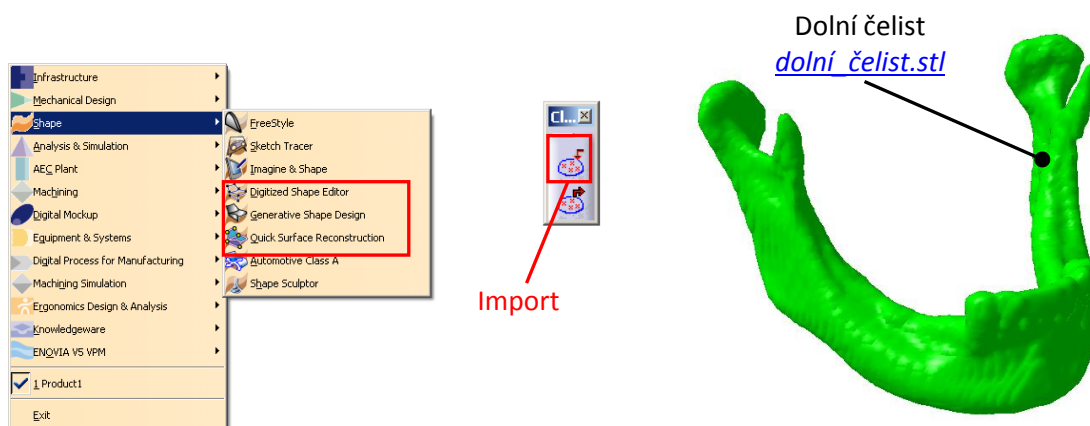 Infrastructure
Mechanical Design
Shape
Analysis & Simulation
AEC Plant
Machining
Digital Mockup
Equipment & Systems
Digital Process for Manufacturing
Machining Simulation
Ergonomics Design & Analysis
Knowledgeware
ENOVIA V5 VPM
1 Product1
Exit
FreeStyle
Sketch Tracer
Imagine & Shape
Digitized Shape Editor
Generative Shape Design
Quick Surface Reconstruction
Automotive Class A
Shape Sculptor
Cl...
Import
Dolní čelist
dolní_čelist.stl